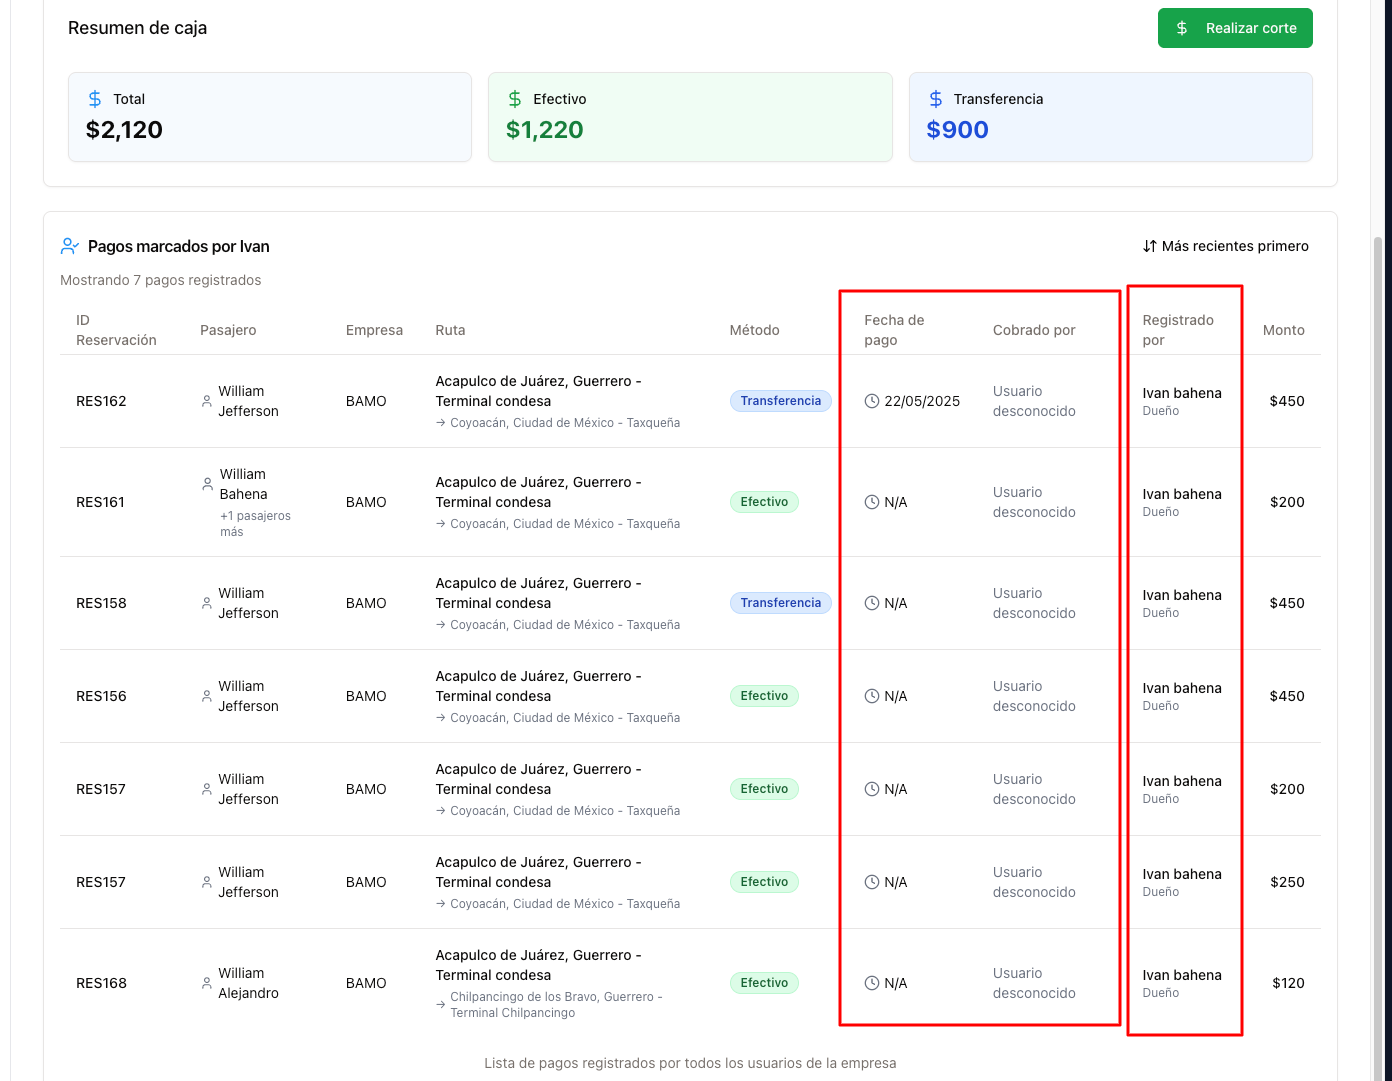 Resumen de caja
Realizar corte
Total
$2,120
Efectivo
$1,220
Transferencia
$900
Pagos marcados por Ivan
Más recientes primero
Mostrando 7 pagos registrados
ID
Reservación
Pasajero
Empresa
Ruta
Método
Fecha de
pago
Cobrado por
Registrado
por
Monto
RES162
William
Jefferson
BAMO
Acapulco de Juárez, Guerrero -
Terminal condesa
→ Coyoacán, Ciudad de México - Taxqueña
Transferencia
22/05/2025
Usuario
desconocido
Ivan bahena
Dueño
$450
RES161
William
Bahena
+1 pasajeros
más
BAMO
Acapulco de Juárez, Guerrero -
Terminal condesa
→ Coyoacán, Ciudad de México - Taxqueña
Efectivo
N/A
Usuario
desconocido
Ivan bahena
Dueño
$200
RES158
William
Jefferson
BAMO
Acapulco de Juárez, Guerrero -
Terminal condesa
→ Coyoacán, Ciudad de México - Taxqueña
Transferencia
N/A
Usuario
desconocido
Ivan bahena
Dueño
$450
RES156
William
Jefferson
BAMO
Acapulco de Juárez, Guerrero -
Terminal condesa
→ Coyoacán, Ciudad de México - Taxqueña
Efectivo
N/A
Usuario
desconocido
Ivan bahena
Dueño
$450
RES157
William
Jefferson
BAMO
Acapulco de Juárez, Guerrero -
Terminal condesa
→ Coyoacán, Ciudad de México - Taxqueña
Efectivo
N/A
Usuario
desconocido
Ivan bahena
Dueño
$200
RES157
William
Jefferson
BAMO
Acapulco de Juárez, Guerrero -
Terminal condesa
→ Coyoacán, Ciudad de México - Taxqueña
Efectivo
N/A
Usuario
desconocido
Ivan bahena
Dueño
$250
RES168
William
Alejandro
BAMO
Acapulco de Juárez, Guerrero -
Terminal condesa
→ Chilpancingo de los Bravo, Guerrero -
Terminal Chilpancingo
Efectivo
N/A
Usuario
desconocido
Ivan bahena
Dueño
$120
Lista de pagos registrados por todos los usuarios de la empresa